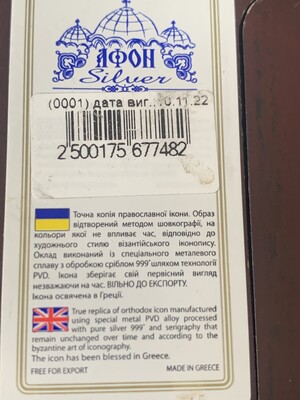 АФОН
Silver
(0001) дата виг.:10.11.22
2 500175 677482
Точна копія православної ікони. Образ
відтворений методом шовкографії, на
кольори якої не впливає час, відповідно до
художнього стилю візантійського іконопису.
Оклад виконаний із спеціального металевого
сплаву з обробкою сріблом 999˚шляхом технології
PVD. Ікона зберігає свій первісний вигляд
незважаючи на час. ВІЛЬНО ДО ЕКСПОРТУ.
Ікона освячена в Греції.
True replica of orthodox icon manufactured
using special metal PVD alloy processed
with pure silver 999˚ and serigraphy that
remain unchanged over time and according to the
byzantine art of iconography.
The icon has been blessed in Greece.
FREE FOR EXPORT MADE IN GREECE